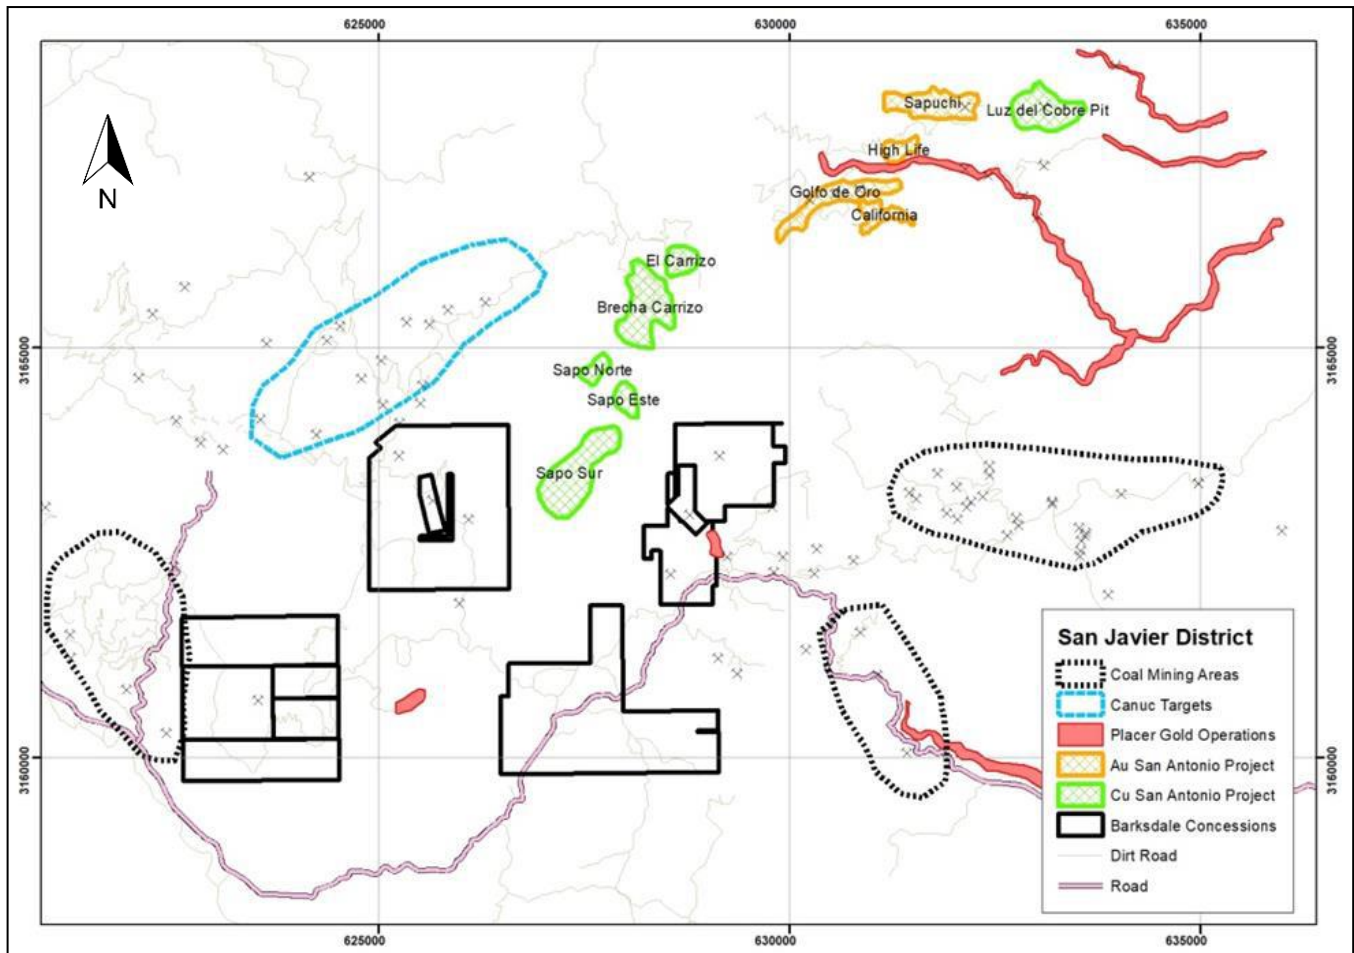 625000
630000
635000
Sapuchi
Luz del Cobre Pit
High Life
Golfo de Oro
California
N
El Carrizo
Brecha Carrizo
3165000
3165000
Sapo Norte
Sapo Este
Sapo Sur
San Javier District
Coal Mining Areas
Canuc Targets
Placer Gold Operations
Au San Antonio Project
Cu San Antonio Project
Barksdale Concessions
Dirt Road
Road
3160000
3160000
625000
630000
635000